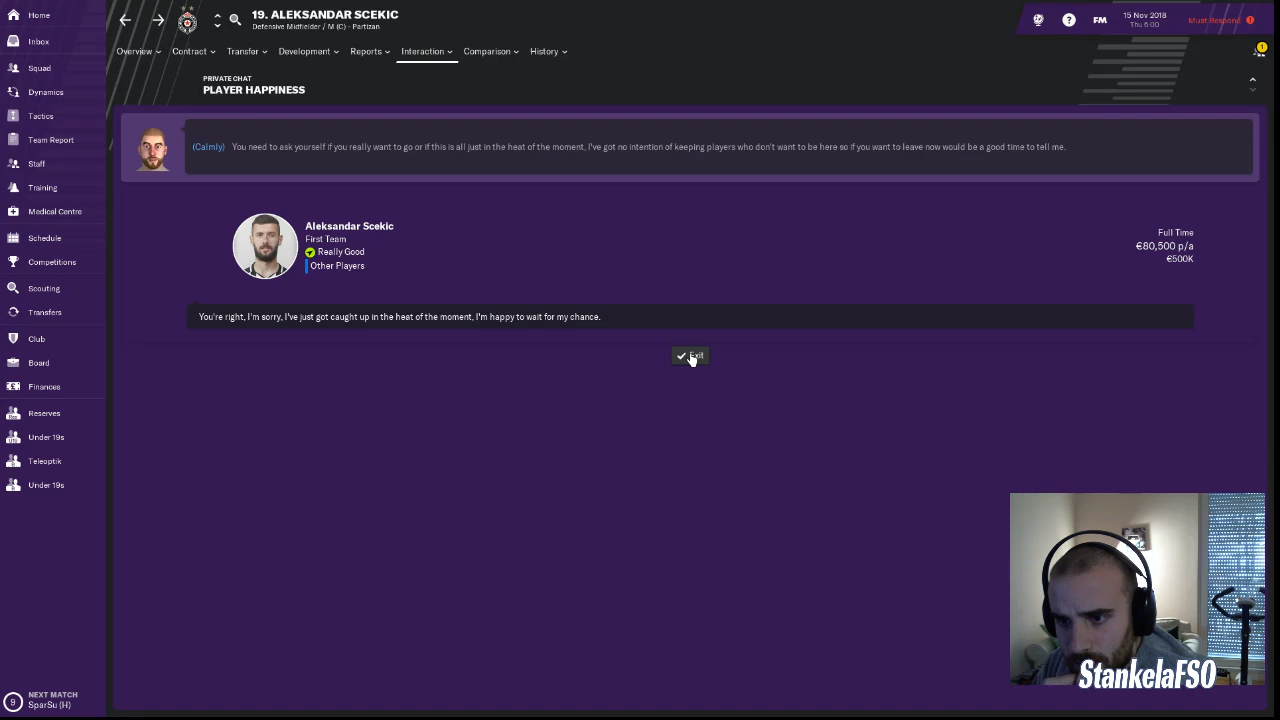 Home
Inbox
Squad
Dynamics
Tactics
Team Report
Staff
Training
Medical Centre
Schedule
Competitions
Scouting
Transfers
Club
Board
Finances
Reserves
Under 19s
Teleoptik
Under 19s
9 NEXT MATCH
SparSu (H)
19. ALEKSANDAR SCEKIC
Defensive Midfielder / M (C) - Partizan
FM
15 Nov 2018
Thu 6:00
Must Respond
Overview
Contract
Transfer
Development
Reports
Interaction
Comparison
History
1
PRIVATE CHAT
PLAYER HAPPINESS
(Calmly) You need to ask yourself if you really want to go or if this is all just in the heat of the moment, I've got no intention of keeping players who don't want to be here so if you want to leave now would be a good time to tell me.
Aleksandar Scekic
First Team
Really Good
Other Players
Full Time
€80,500 p/a
€500K
You're right, I'm sorry, I've just got caught up in the heat of the moment, I'm happy to wait for my chance.
Exit
StankelaFSO